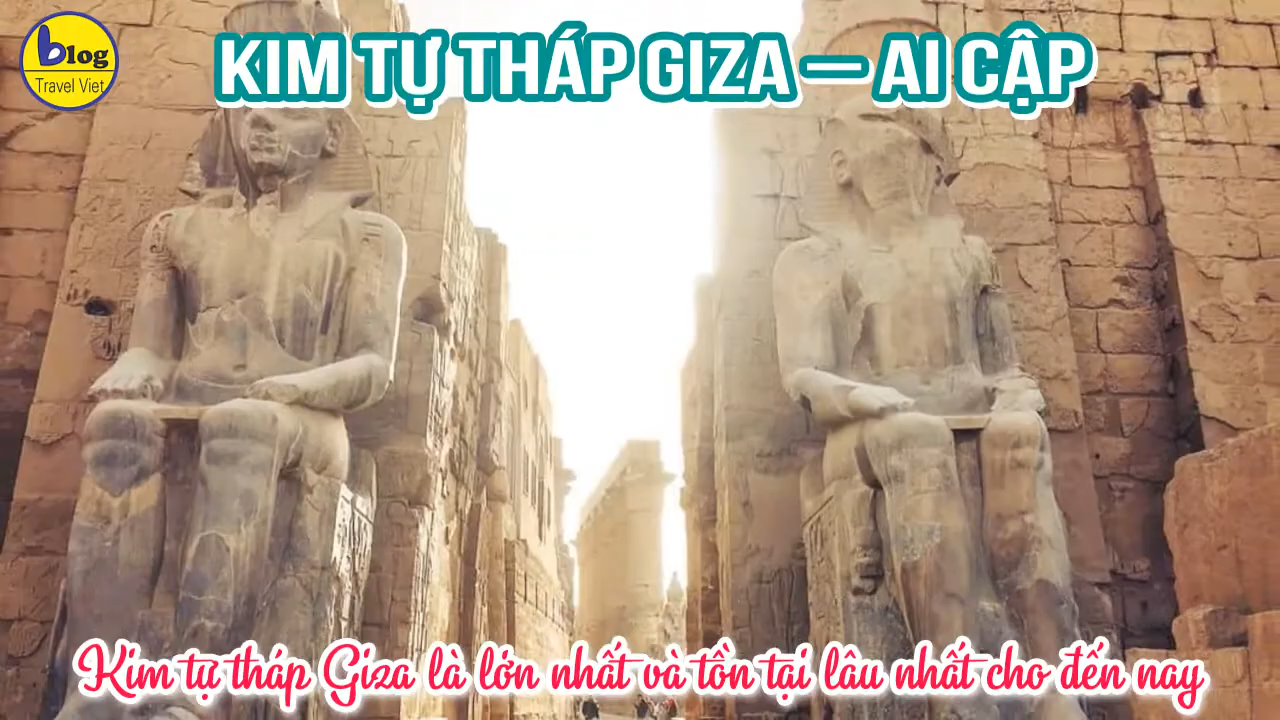 blog
Travel Viet
KIM TỰ THÁP GIZA – AI CẬP
Kim tự tháp Giza là lớn nhất và tồn tại lâu nhất cho đến nay